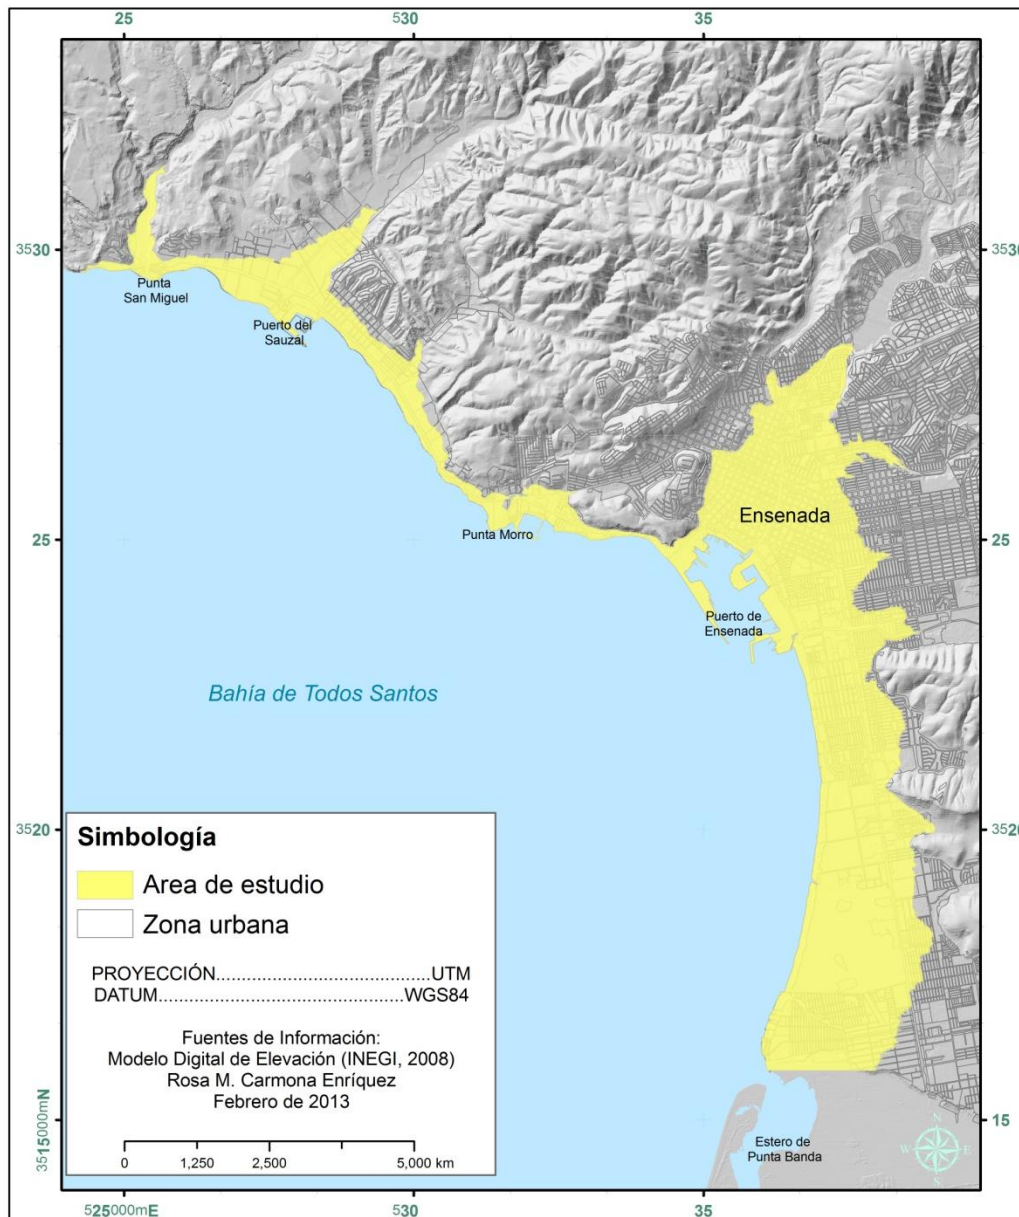 25
530
35
3530
3530
Punta
San Miguel
Puerto del
Sauzal
Ensenada
25
Punta Morro
25
Puerto de
Ensenada
Bahía de Todos Santos
3520
3520
Simbología
Area de estudio
Zona urbana
PROYECCIÓN..........................................UTM
DATUM...............................................WGS84
Fuentes de Información:
Modelo Digital de Elevación (INEGI, 2008)
Rosa M. Carmona Enríquez
Febrero de 2013
0 1,250 2,500 5,000 km
3515000mN
15
Estero de
Punta Banda
N
W E
S
525000mE
530
35